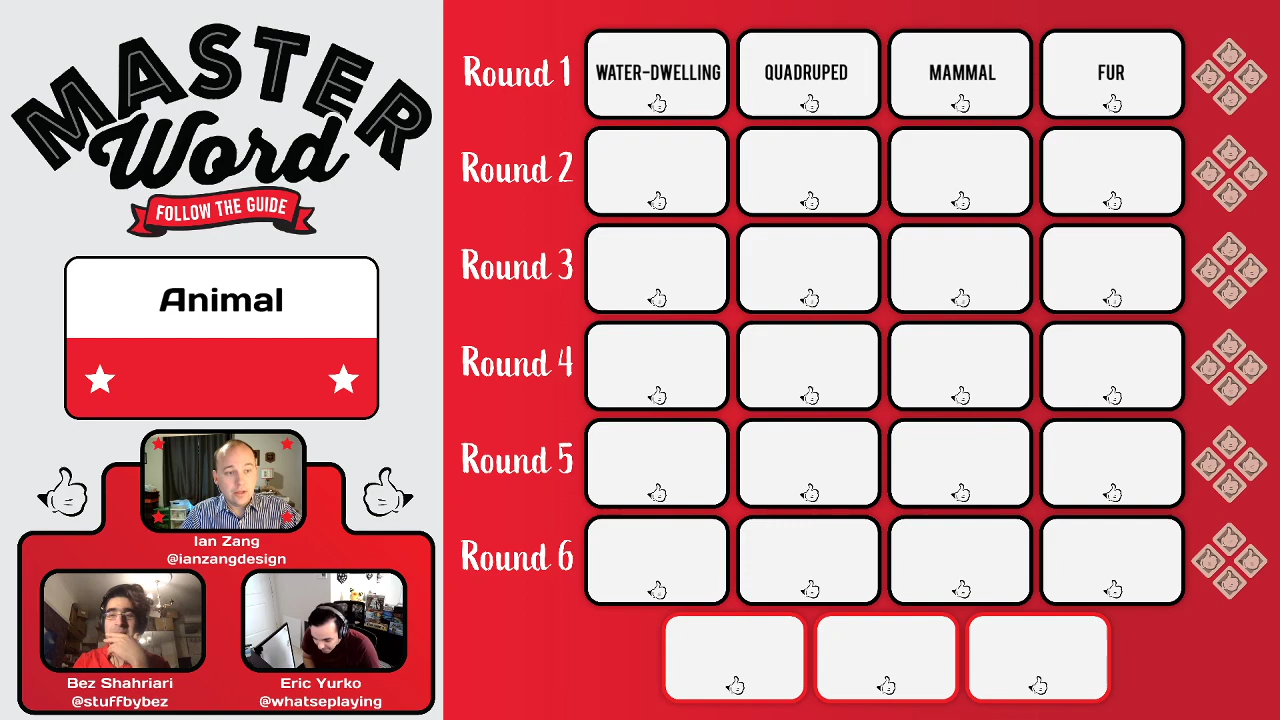 MASTER
Word
FOLLOW THE GUIDE
Animal
Ian Zang
@ianzangdesign
Bez Shahriari
@stuffbybez
Eric Yurko
@whatseplaying
Round 1
WATER-DWELLING
QUADRUPED
MAMMAL
FUR
Round 2
Round 3
Round 4
Round 5
Round 6